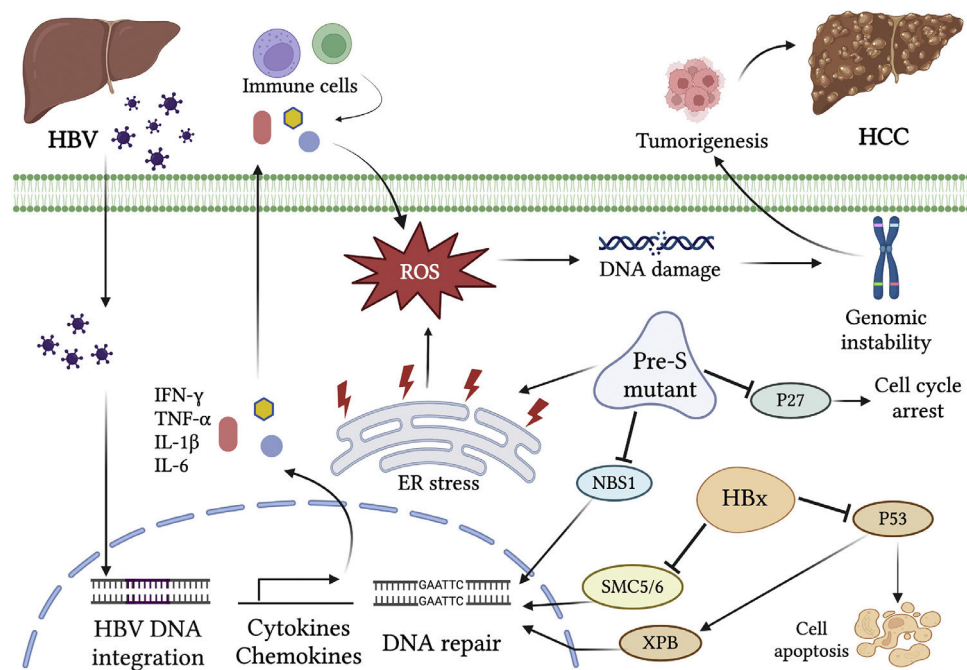 Immune cells
HBV
Tumorigenesis
HCC
ROS
DNA damage
Genomic
instability
Pre-S
mutant
P27
Cell cycle
arrest
IFN-γ
TNF-α
IL-1β
IL-6
ER stress
NBS1
HBx
P53
SMC5/6
XPB
Cell
apoptosis
GAATTC
GAATTC
HBV DNA
integration
Cytokines
Chemokines
DNA repair